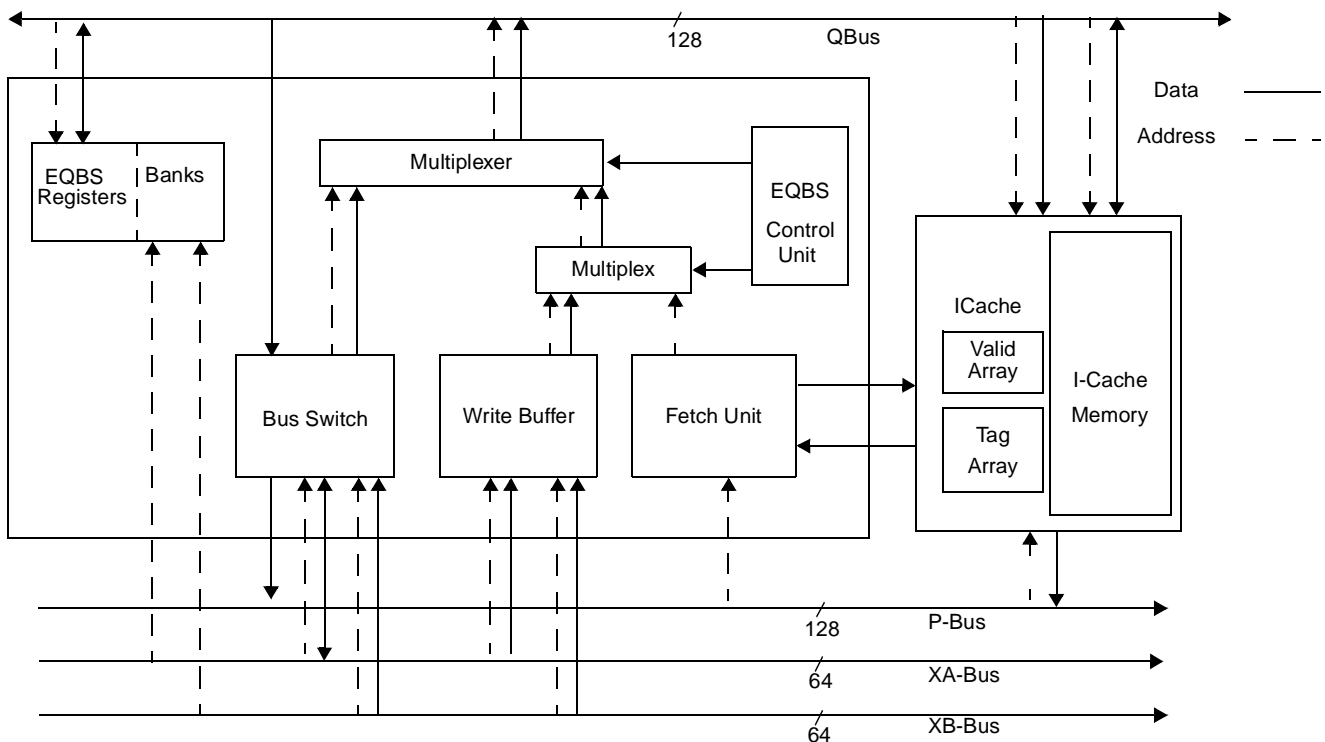 128
QBus
Data
Address
EQBS
Registers
Banks
Multiplexer
EQBS
Control
Unit
Multiplex
Bus Switch
Write Buffer
Fetch Unit
ICache
Valid
Array
Tag
Array
I-Cache
Memory
128
P-Bus
64
XA-Bus
64
XB-Bus